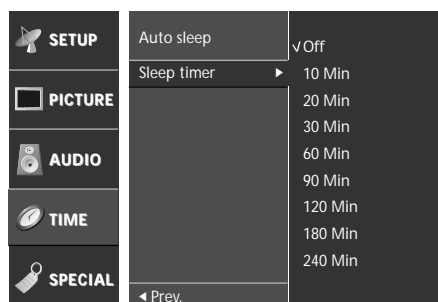 SETUP
PICTURE
AUDIO
TIME
SPECIAL
Auto sleep
Sleep timer ▶
◀ Prev.
√ Off
10 Min
20 Min
30 Min
60 Min
90 Min
120 Min
180 Min
240 Min